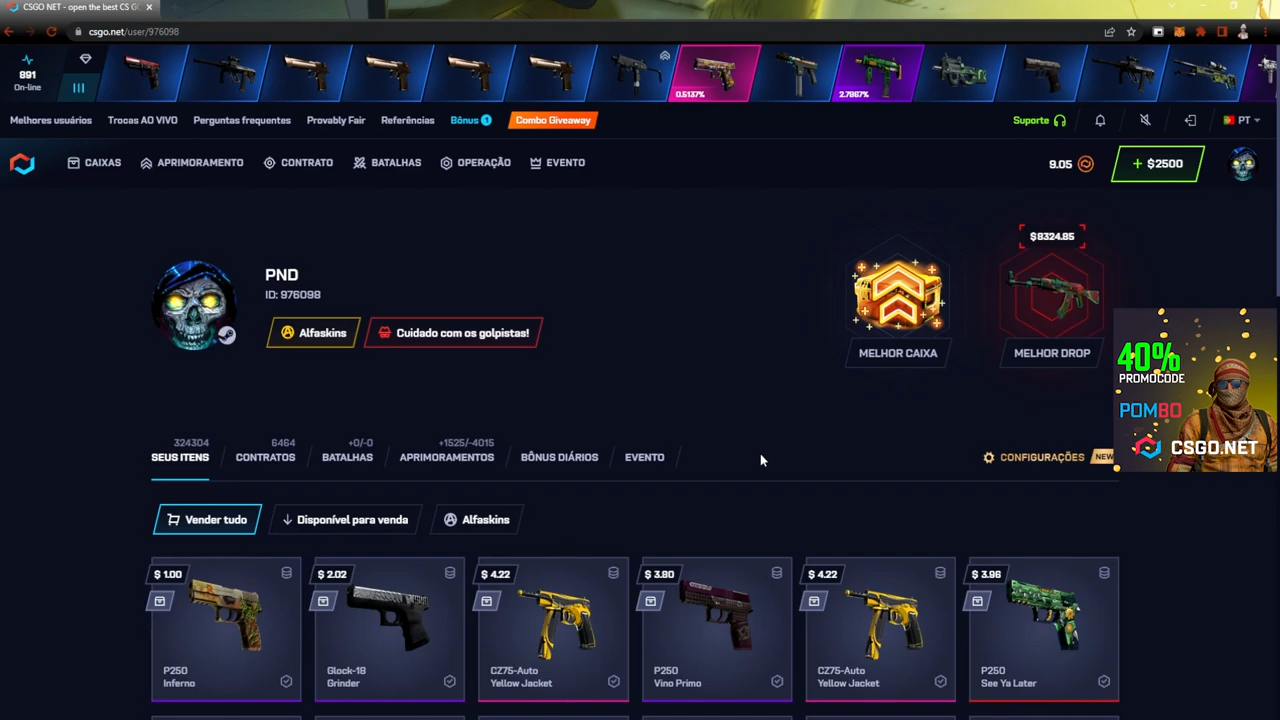 CSGO NET - open the best CS G
csgo.net/user/976098
891
On-line
0.5137%
2.7867%
Melhores usuários
Trocas AO VIVO
Perguntas frequentes
Provably Fair
Referências
Bônus 1
Combo Giveaway
Suporte
PT
CAIXAS
APRIMORAMENTO
CONTRATO
BATALHAS
OPERAÇÃO
EVENTO
9.05
+ $2500
$8324.85
PND
ID: 976098
Alfaskins
Cuidado com os golpistas!
MELHOR CAIXA
MELHOR DROP
40%
PROMOCODE
POMBO
CSGO.NET
324304
SEUS ITENS
6464
CONTRATOS
+0/-0
BATALHAS
+1525/-4015
APRIMORAMENTOS
BÔNUS DIÁRIOS
EVENTO
CONFIGURAÇÕES
NEW
Vender tudo
Disponível para venda
Alfaskins
$ 1.00
P250
Inferno
$ 2.02
Glock-18
Grinder
$ 4.22
CZ75-Auto
Yellow Jacket
$ 3.80
P250
Vino Primo
$ 4.22
CZ75-Auto
Yellow Jacket
$ 3.96
P250
See Ya Later